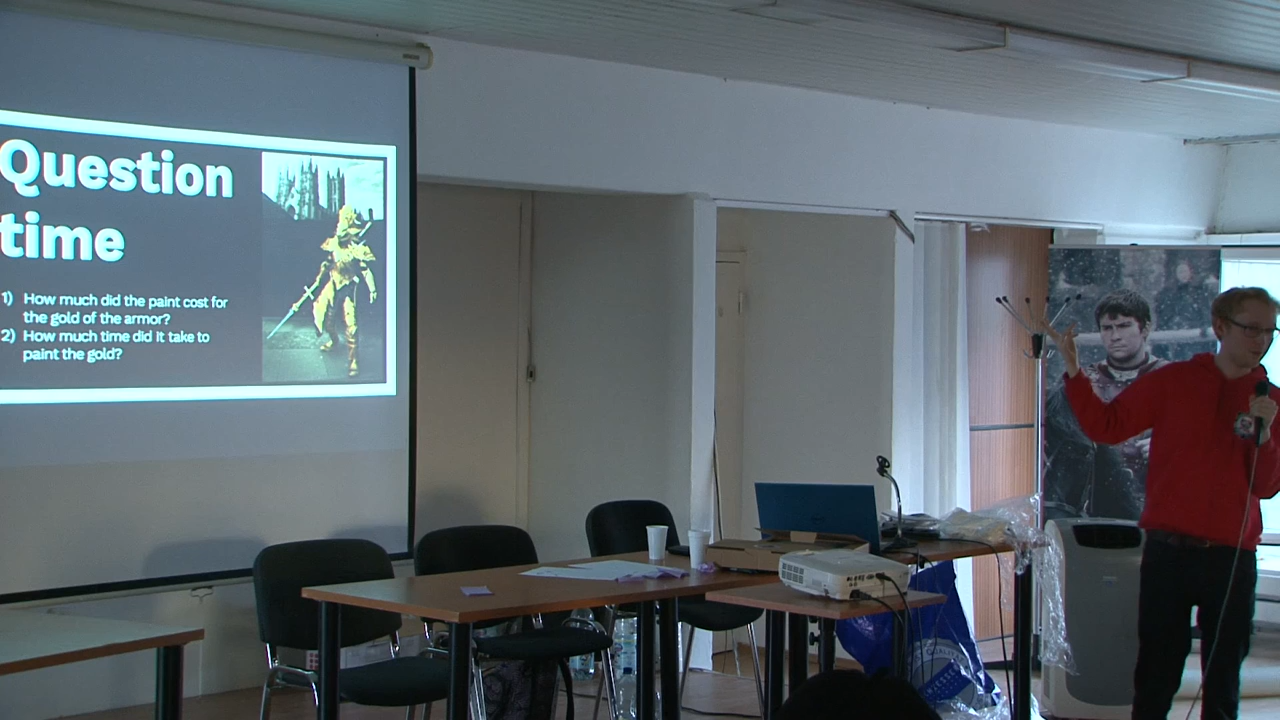 Question
time
1) How much did the paint cost for
the gold of the armor?
2) How much time did it take to
paint the gold?